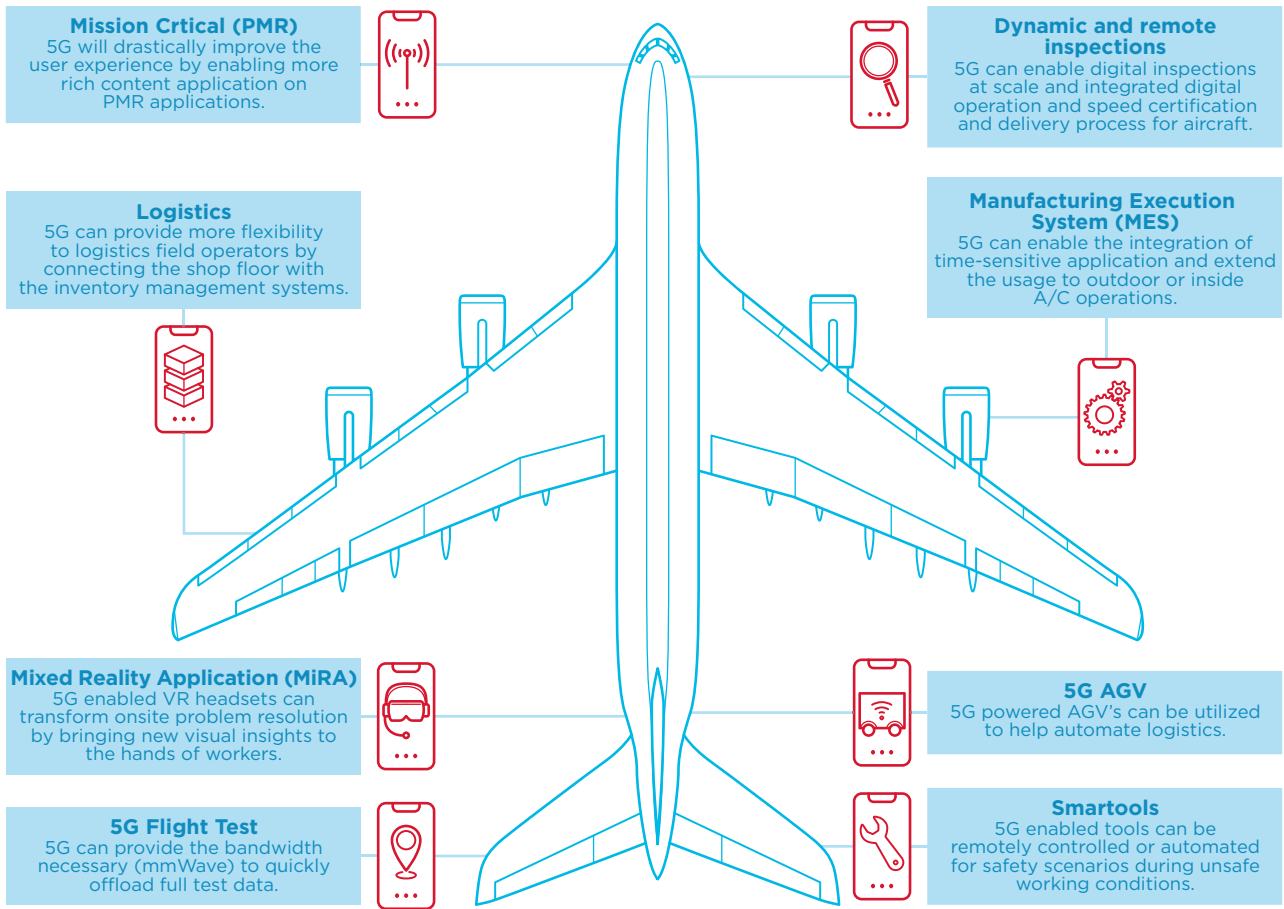 Mission Crtical (PMR)
5G will drastically improve the
user experience by enabling more
rich content application on
PMR applications.
Dynamic and remote
inspections
5G can enable digital inspections
at scale and integrated digital
operation and speed certification
and delivery process for aircraft.
Logistics
5G can provide more flexibility
to logistics field operators by
connecting the shop floor with
the inventory management systems.
Manufacturing Execution
System (MES)
5G can enable the integration of
time-sensitive application and extend
the usage to outdoor or inside
A/C operations.
Mixed Reality Application (MiRA)
5G enabled VR headsets can
transform onsite problem resolution
by bringing new visual insights to
the hands of workers.
5G AGV
5G powered AGV's can be utilized
to help automate logistics.
5G Flight Test
5G can provide the bandwidth
necessary (mmWave) to quickly
offload full test data.
Smartools
5G enabled tools can be
remotely controlled or automated
for safety scenarios during unsafe
working conditions.